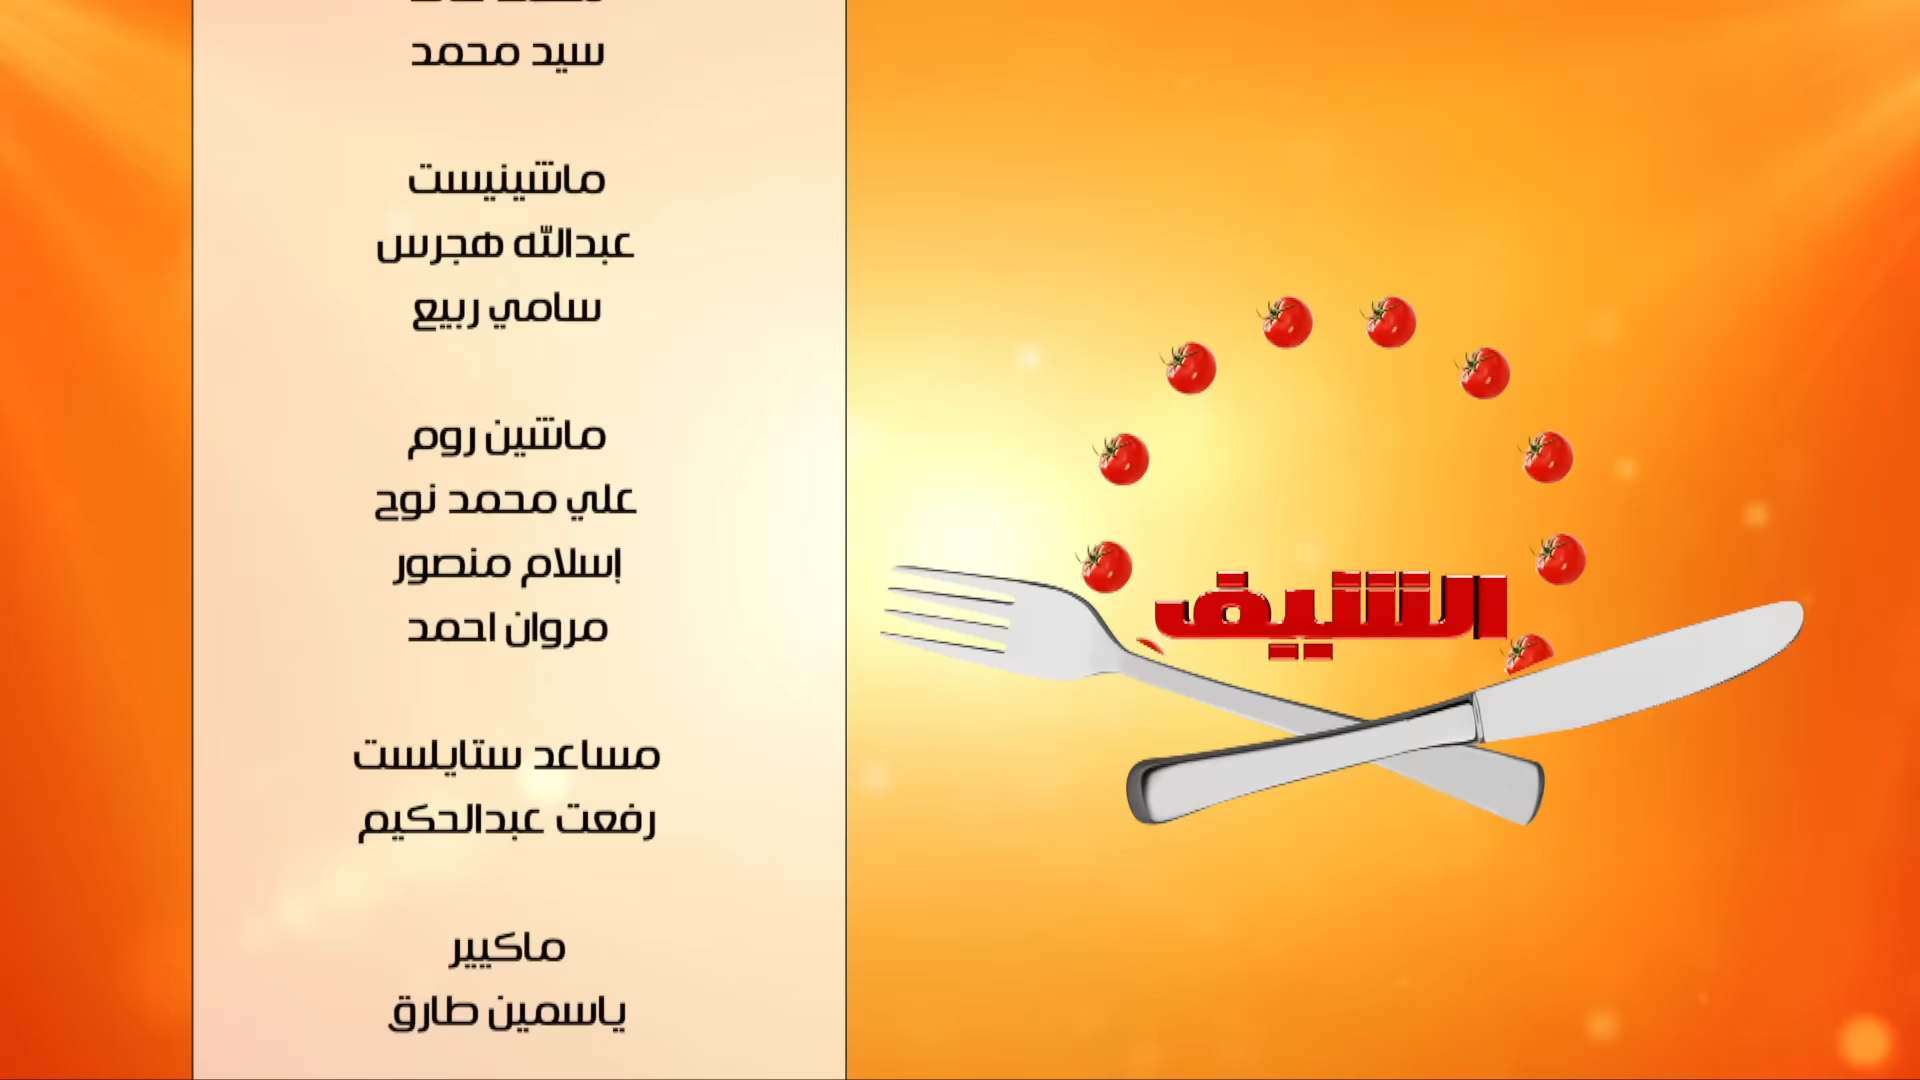 سيد محمد
ماشينيست
عبدالله هجرس
سامي ربيع
ماشين روم
علي محمد نوح
إسلام منصور
مروان احمد
مساعد ستايلست
رفعت عبدالحكيم
ماكيير
ياسمين طارق
الشيف